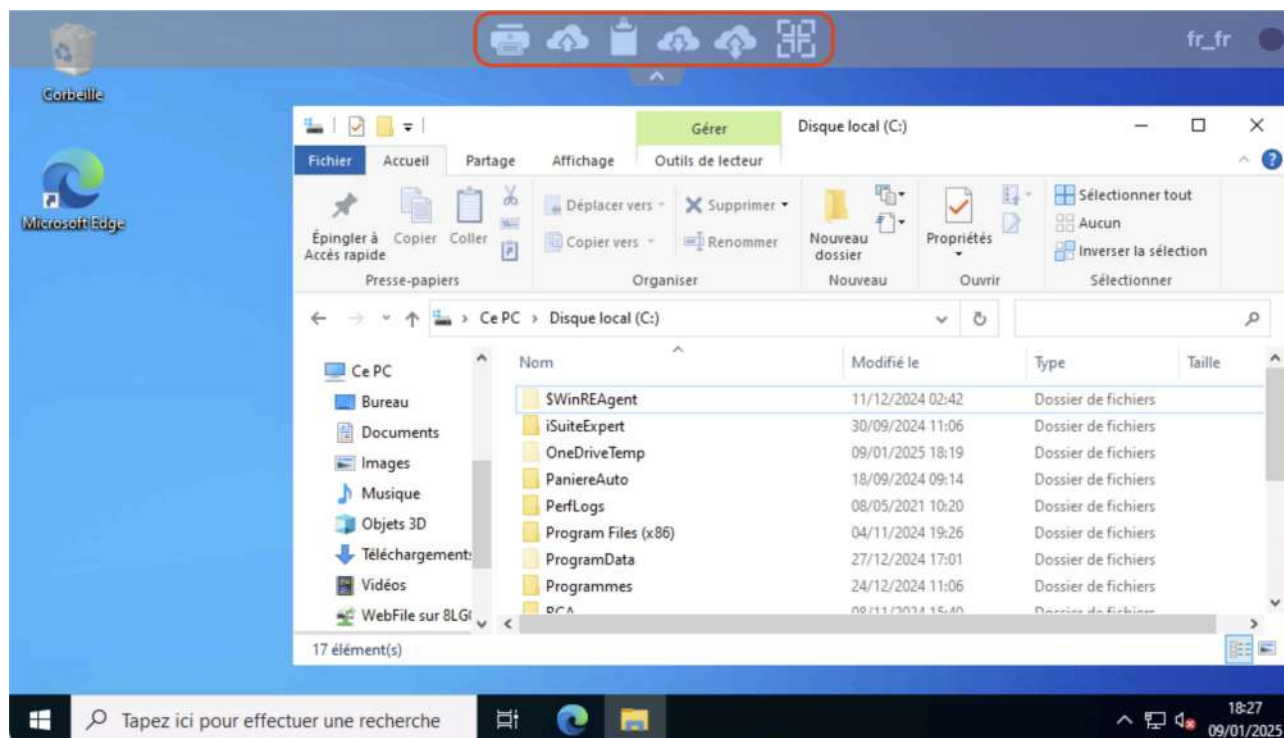 fr_fr
Corbeille
Microsoft Edge
Gérer
Disque local (C:)
Fichier Accueil Partage Affichage Outils de lecteur
Épingler à Accès rapide
Copier
Coller
Déplacer vers
Copier vers
Supprimer
Renommer
Nouveau dossier
Propriétés
Sélectionner tout
Aucun
Inverser la sélection
Presse-papiers Organiser Nouveau Ouvrir Sélectionner
Ce PC > Disque local (C:)
Ce PC
Bureau
Documents
Images
Musique
Objets 3D
Téléchargement
Vidéos
WebFile sur 8LG
Nom Modifié le Type Taille
$WinREAgent 11/12/2024 02:42 Dossier de fichiers
iSuiteExpert 30/09/2024 11:06 Dossier de fichiers
OneDriveTemp 09/01/2025 18:19 Dossier de fichiers
PaniereAuto 18/09/2024 09:14 Dossier de fichiers
PerfLogs 08/05/2021 10:20 Dossier de fichiers
Program Files (x86) 04/11/2024 19:26 Dossier de fichiers
ProgramData 27/12/2024 17:01 Dossier de fichiers
Programmes 24/12/2024 11:06 Dossier de fichiers
17 élément(s)
Tapez ici pour effectuer une recherche
18:27
09/01/2025